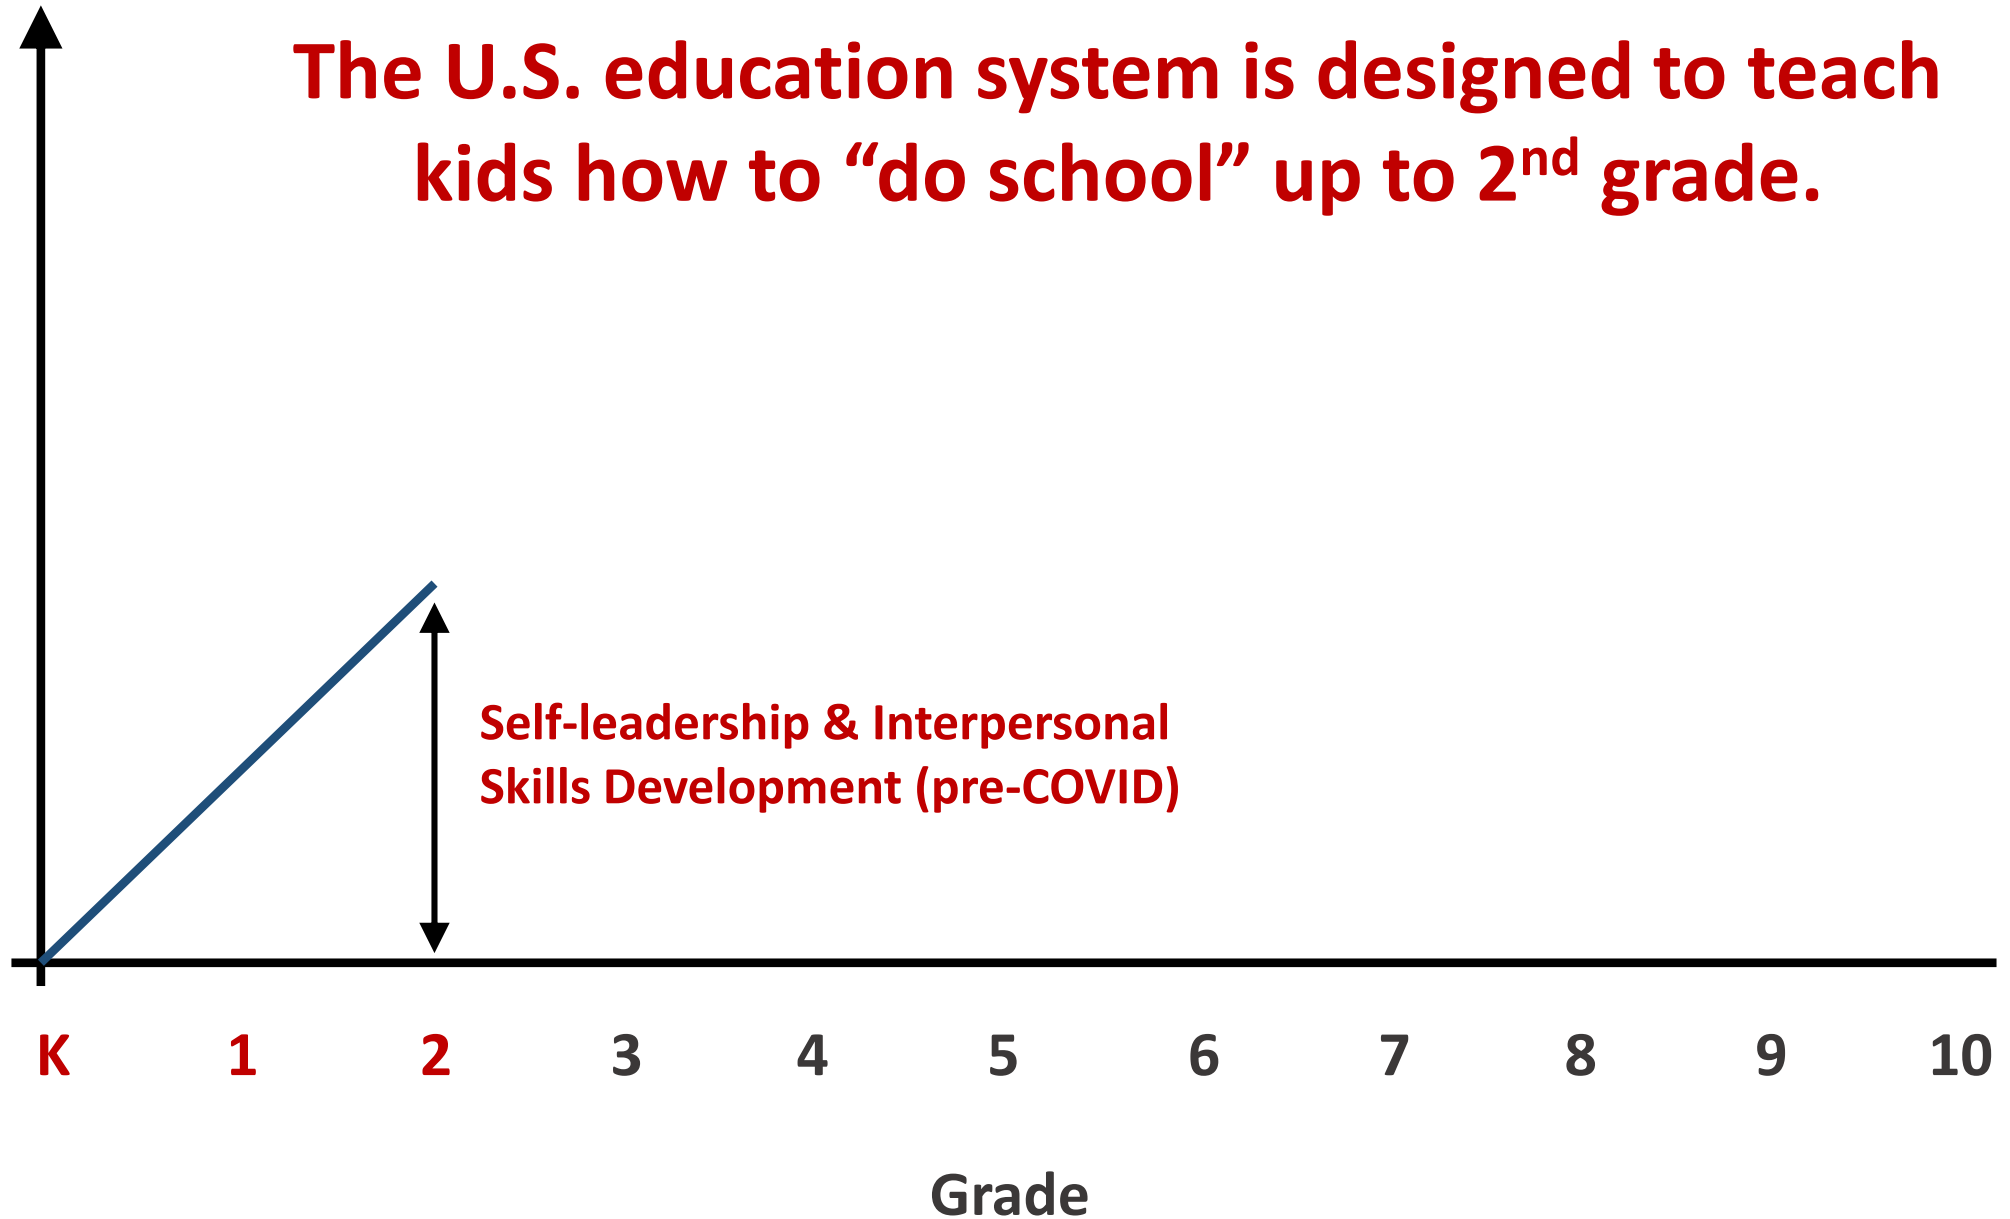 The U.S. education system is designed to teach
kids how to “do school” up to 2nd grade.
Self-leadership & Interpersonal
Skills Development (pre-COVID)
K 1 2 3 4 5 6 7 8 9 10
Grade